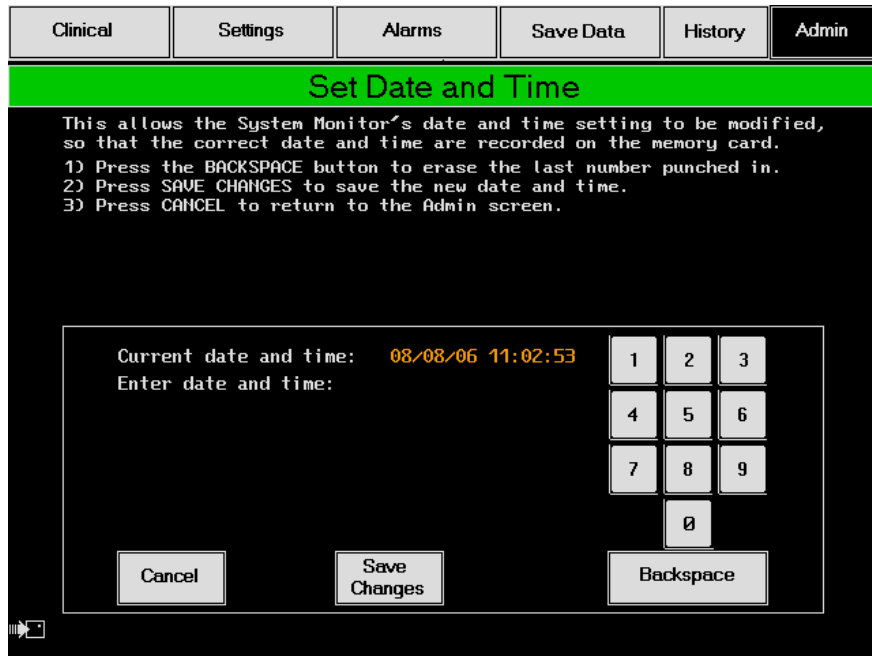 Clinical Settings Alarms Save Data History Admin
Set Date and Time
This allows the System Monitor's date and time setting to be modified,
so that the correct date and time are recorded on the memory card.
1) Press the BACKSPACE button to erase the last number punched in.
2) Press SAVE CHANGES to save the new date and time.
3) Press CANCEL to return to the Admin screen.
Current date and time: 08/08/06 11:02:53
Enter date and time:
1 2 3
4 5 6
7 8 9
0
Cancel
Save
Changes
Backspace